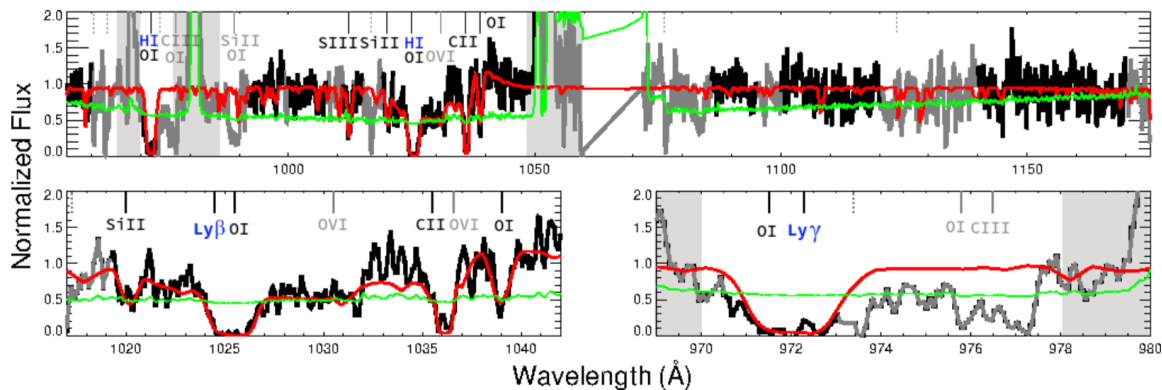 2.0
1.5
1.0
0.5
0.0
HI CIII SiII SIII SiII HI CII OI
OI OI OI OI OVI
1000 1050 1100 1150
Normalized Flux
2.0
1.5
1.0
0.5
0.0
SiII Lyβ OI OVI CII OVI OI
1020 1025 1030 1035 1040
2.0
1.5
1.0
0.5
0.0
OI Lyγ OI CIII
970 972 974 976 978 980
Wavelength (Å)